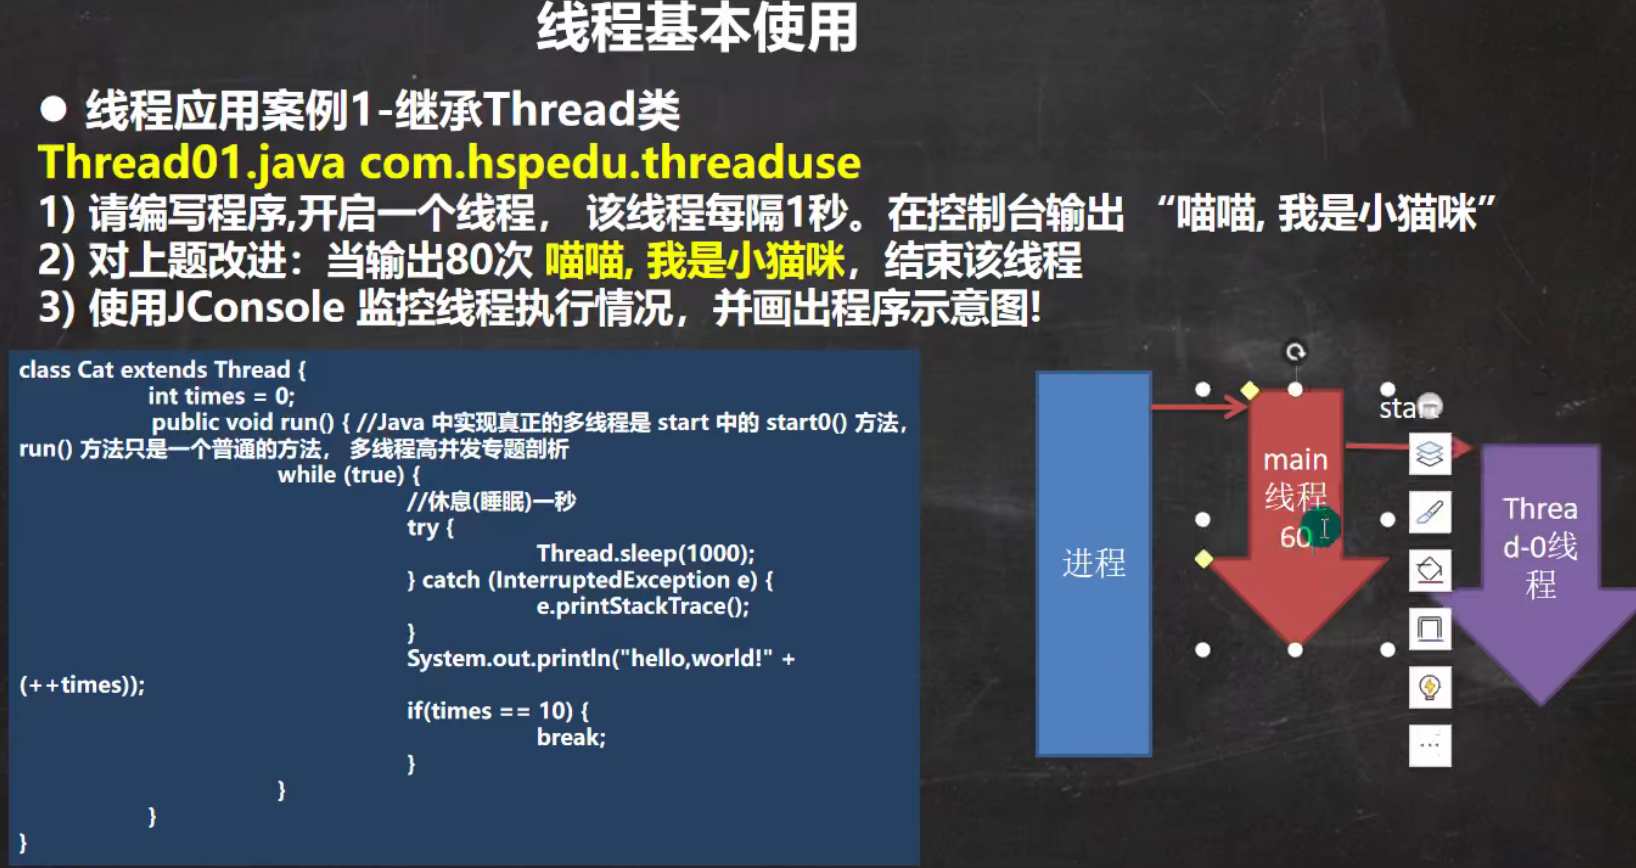 线程基本使用
● 线程应用案例1-继承Thread类
Thread01.java com.hspedu.threaduse
1) 请编写程序,开启一个线程， 该线程每隔1秒。在控制台输出 “喵喵, 我是小猫咪”
2) 对上题改进：当输出80次 喵喵, 我是小猫咪，结束该线程
3) 使用JConsole 监控线程执行情况，并画出程序示意图!
class Cat extends Thread {
int times = 0;
public void run() { //Java 中实现真正的多线程是 start 中的 start0() 方法，
run() 方法只是一个普通的方法， 多线程高并发专题剖析
while (true) {
//休息(睡眠)一秒
try {
Thread.sleep(1000);
} catch (InterruptedException e) {
e.printStackTrace();
}
System.out.println("hello,world!" +
(++times));
if(times == 10) {
break;
}
}
}
}
进程
main
线程
60
start
Threa
d-0线
程